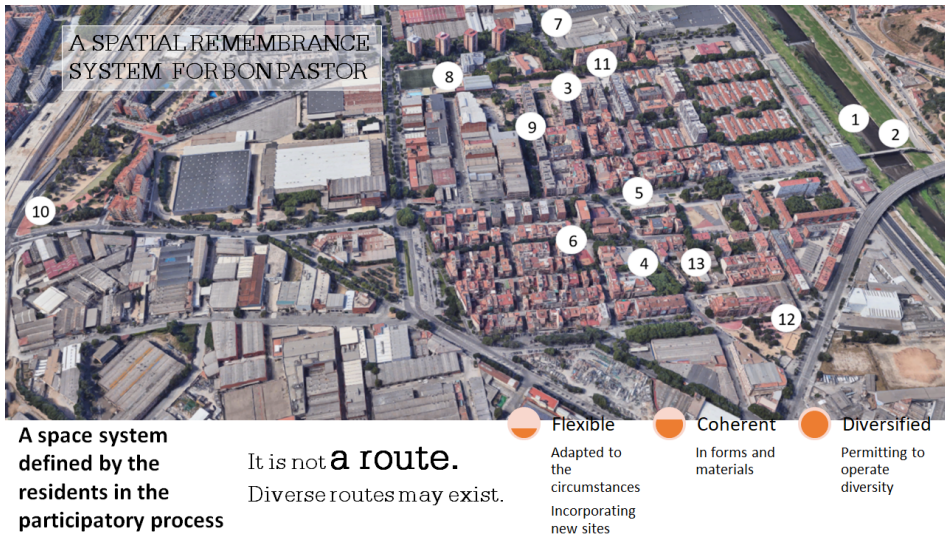 A SPATIAL REMEMBRANCE
SYSTEM FOR BON PASTOR
7
8
11
3
9
1
2
10
5
6
4
13
12
A space system
defined by the
residents in the
participatory process
It is not a route.
Diverse routes may exist.
Flexible
Adapted to
the
circumstances
Incorporating
new sites
Coherent
In forms and
materials
Diversified
Permitting to
operate
diversity